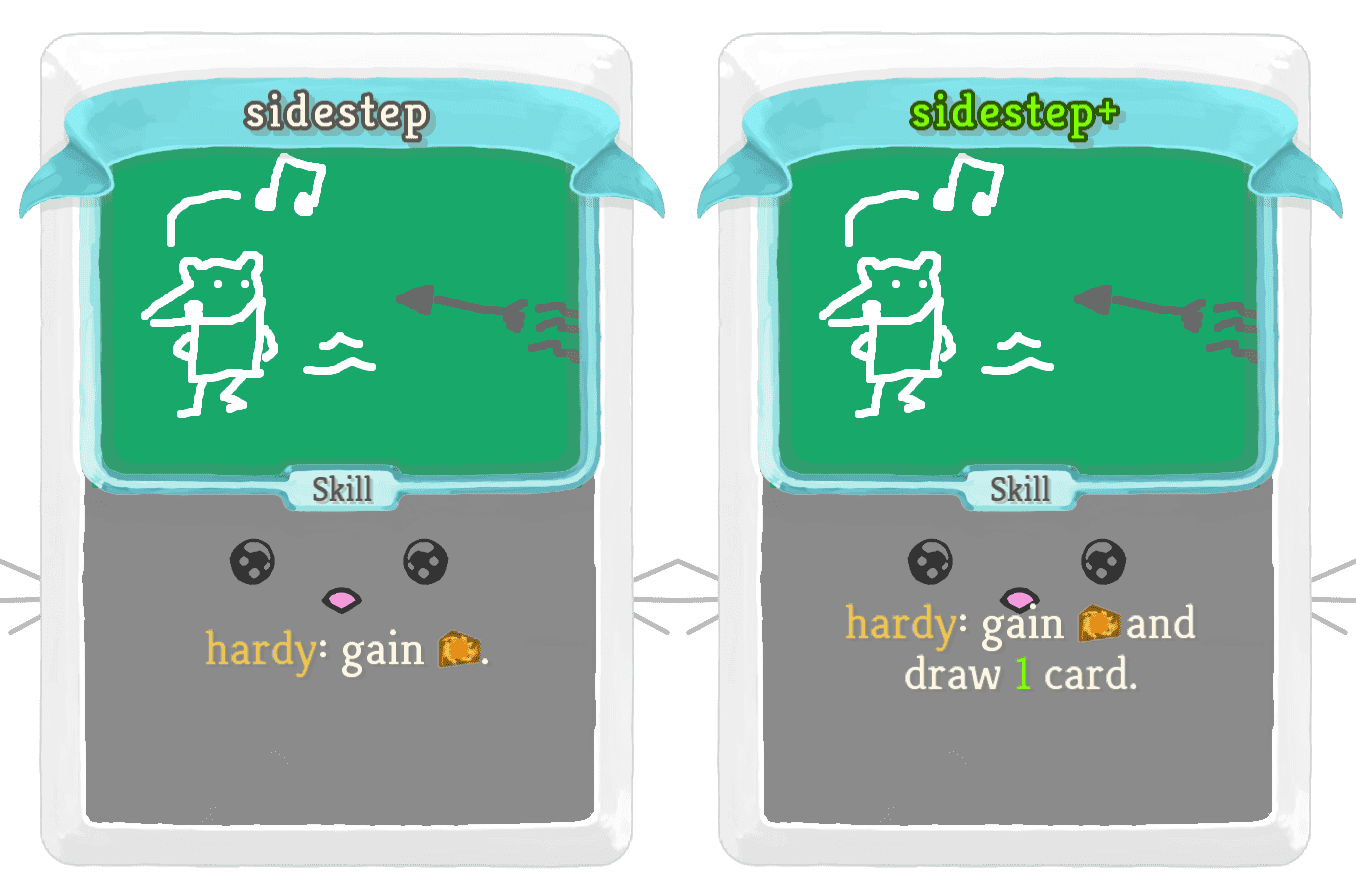 sidestep
Skill
hardy: gain .
sidestep+
Skill
hardy: gain and
draw 1 card.